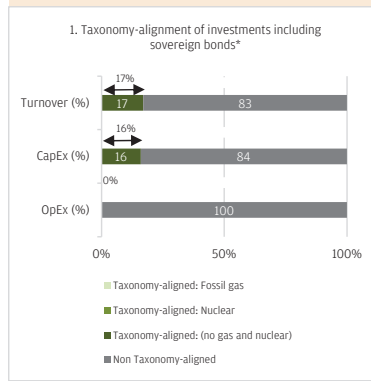 1. Taxonomy-alignment of investments including
sovereign bonds*
17%
Turnover (%)
17
83
16%
CapEx (%)
16
84
0%
OpEx (%)
100
0%
50%
100%
Taxonomy-aligned: Fossil gas
Taxonomy-aligned: Nuclear
Taxonomy-aligned: (no gas and nuclear)
Non Taxonomy-aligned